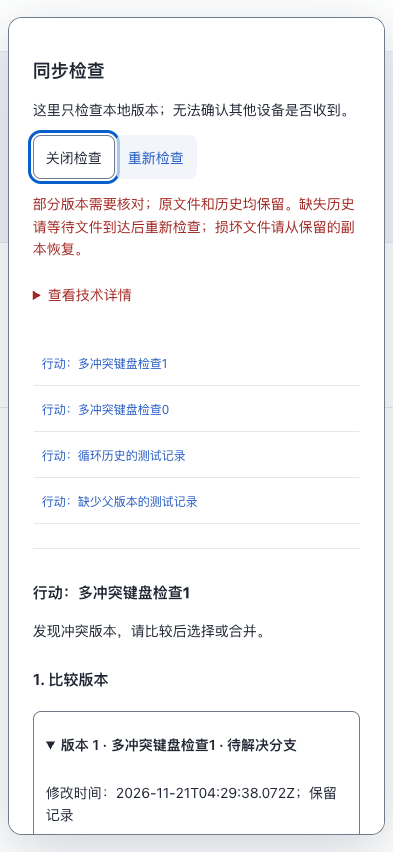 同步检查
这里只检查本地版本；无法确认其他设备是否收到。
关闭检查 重新检查
部分版本需要核对；原文件和历史均保留。缺失历史
请等待文件到达后重新检查；损坏文件请从保留的副
本恢复。
▶ 查看技术详情
行动：多冲突键盘检查1
行动：多冲突键盘检查0
行动：循环历史的测试记录
行动：缺少父版本的测试记录
行动：多冲突键盘检查1
发现冲突版本，请比较后选择或合并。
1. 比较版本
▼ 版本 1 · 多冲突键盘检查1 · 待解决分支
修改时间：2026-11-21T04:29:38.072Z；保留
记录